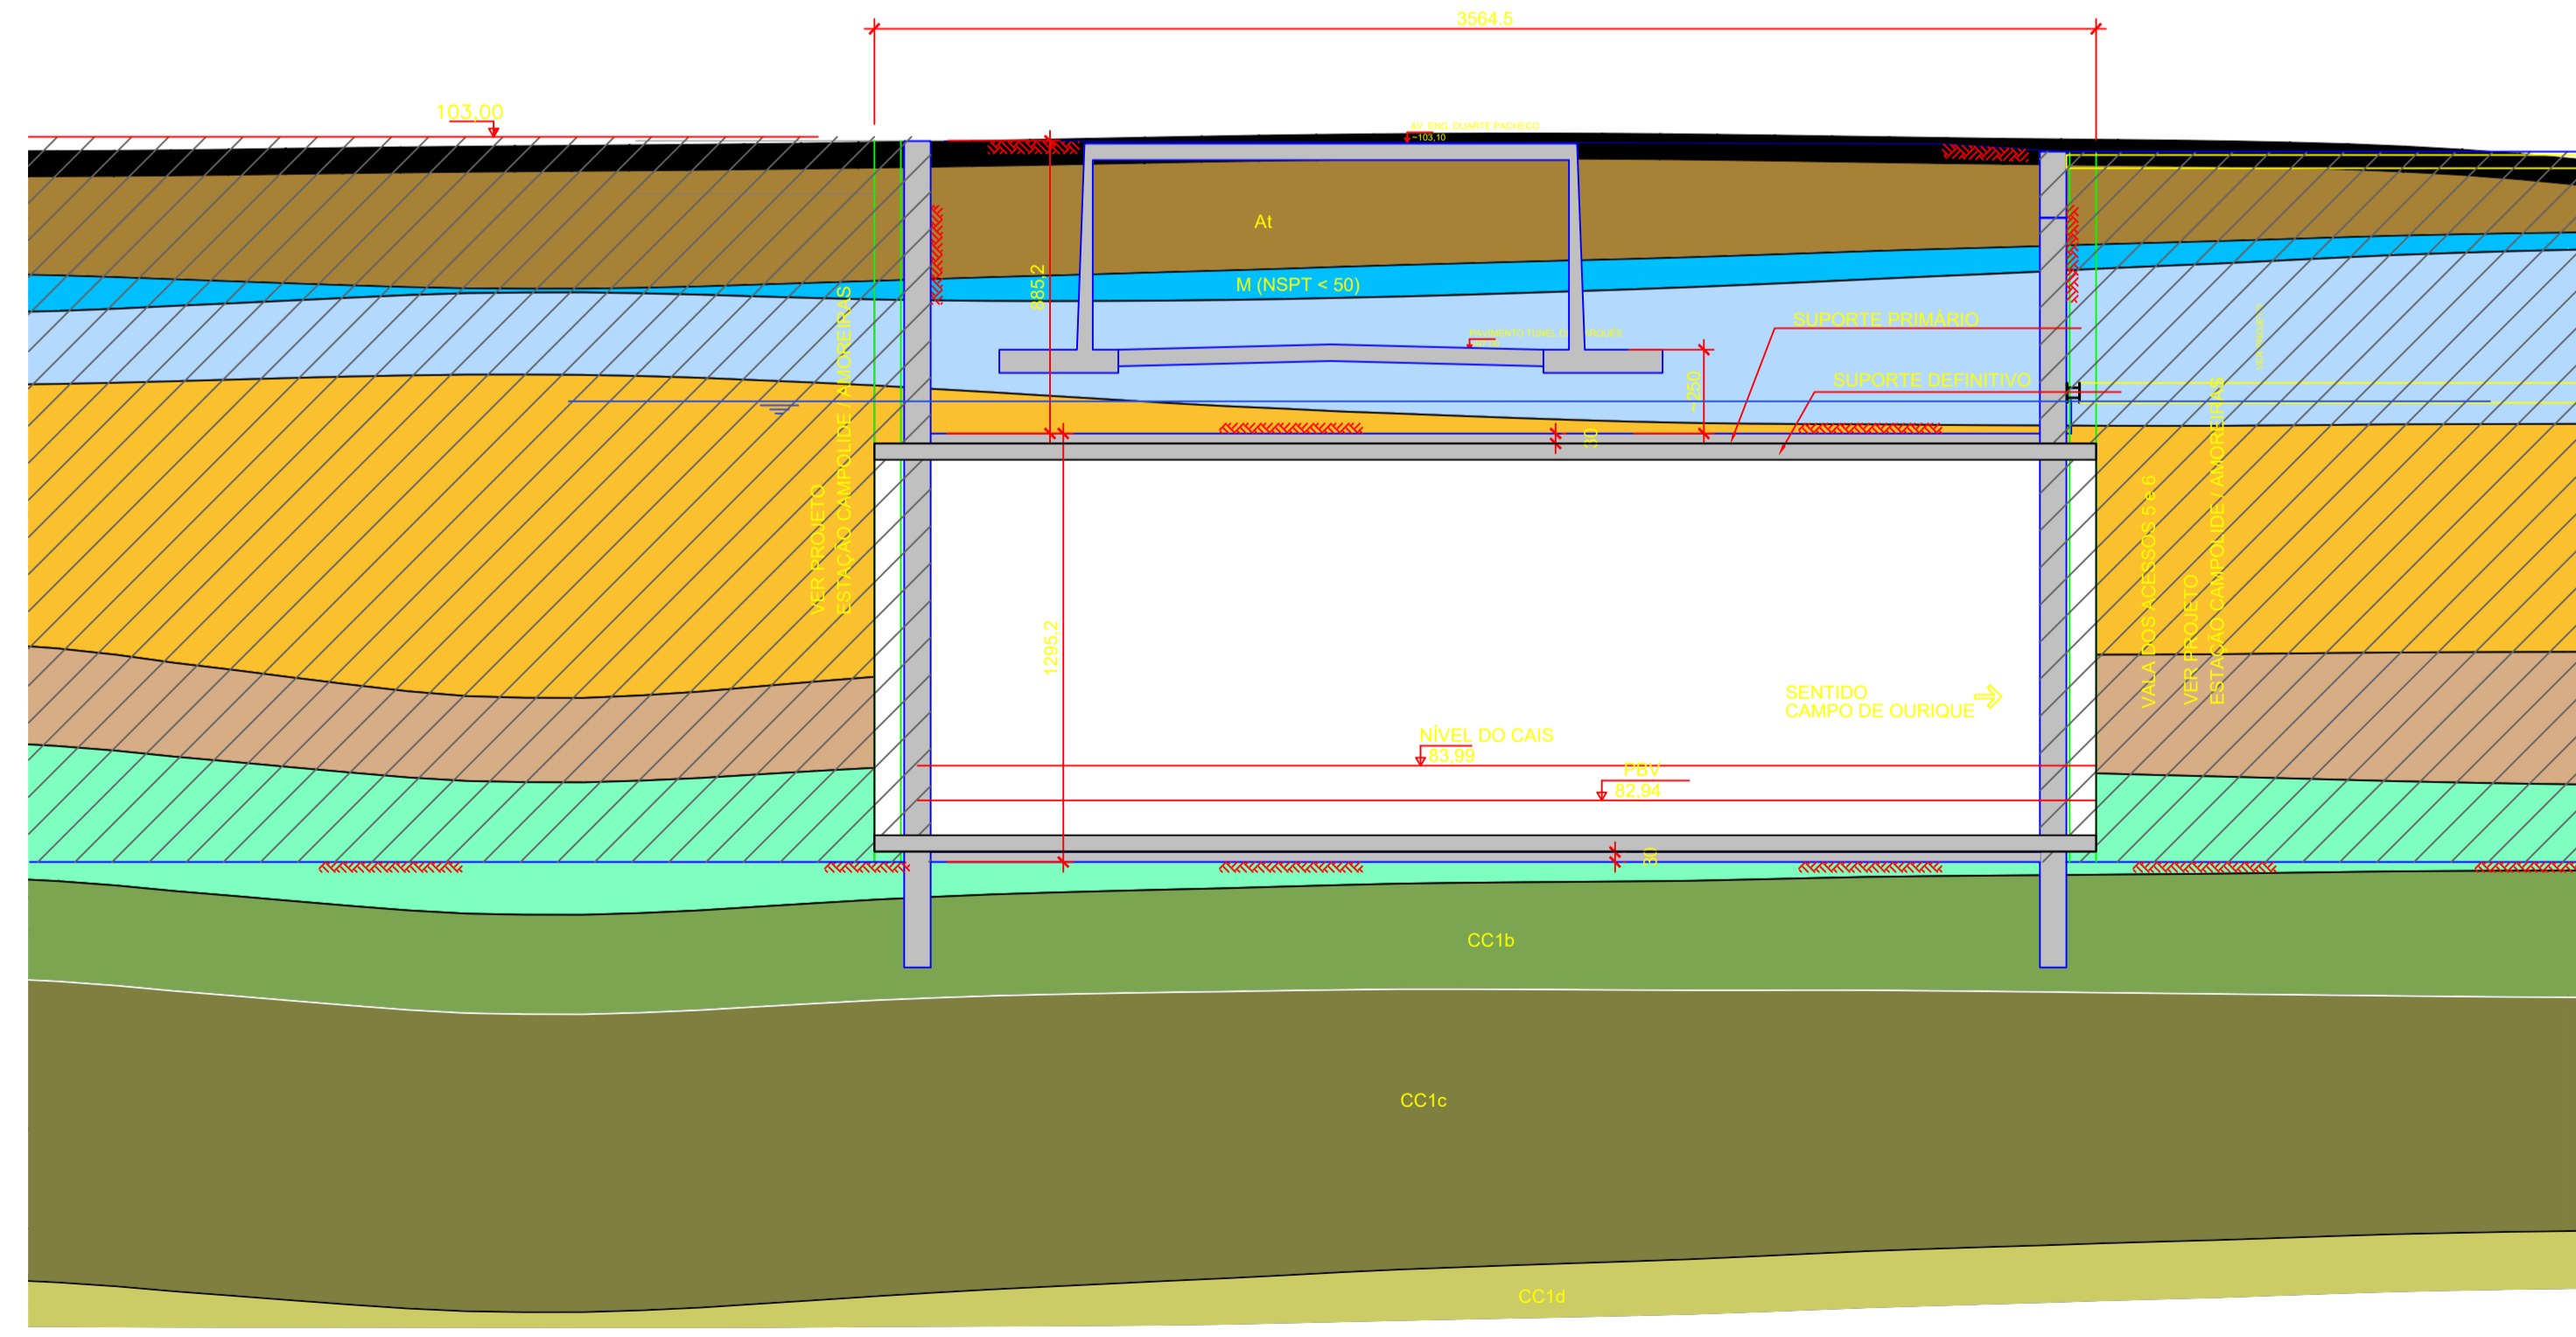 3564.5
103,00
AV. ENG. DUARTE PACHECO
~103,10
At
885,2
M (NSPT < 50)
SUPORTE PRIMÁRIO
SUPORTE DEFINITIVO
~250
30
VER PROJETO
ESTAÇÃO CAMPOLIDE / AMOREIRAS
1295,2
VALA DOS ACESSOS 5 e 6
VER PROJETO
ESTAÇÃO CAMPOLIDE / AMOREIRAS
SENTIDO
CAMPO DE OURIQUE
NÍVEL DO CAIS
83,99
PBV
82,94
30
CC1b
CC1c
CC1d